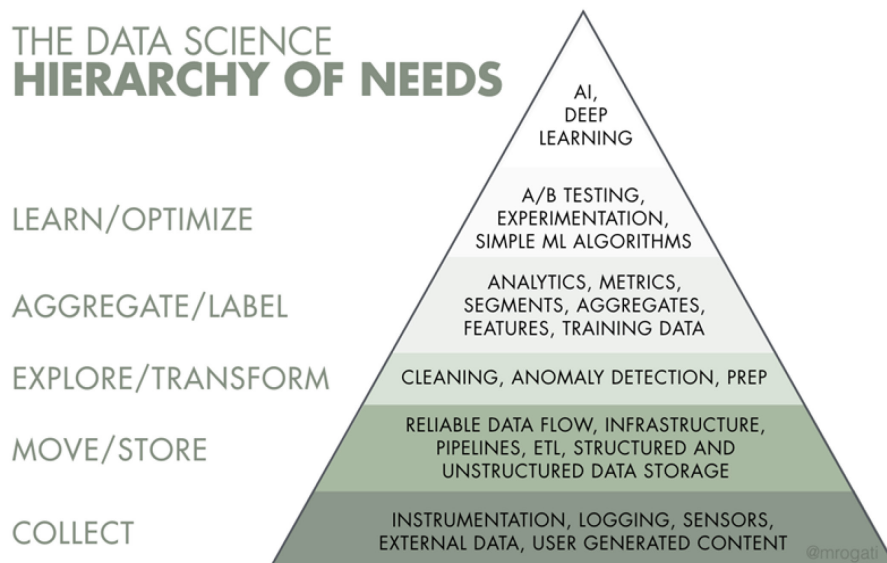 THE DATA SCIENCE
HIERARCHY OF NEEDS
AI,
DEEP
LEARNING
LEARN/OPTIMIZE
A/B TESTING,
EXPERIMENTATION,
SIMPLE ML ALGORITHMS
AGGREGATE/LABEL
ANALYTICS, METRICS,
SEGMENTS, AGGREGATES,
FEATURES, TRAINING DATA
EXPLORE/TRANSFORM
CLEANING, ANOMALY DETECTION, PREP
MOVE/STORE
RELIABLE DATA FLOW, INFRASTRUCTURE,
PIPELINES, ETL, STRUCTURED AND
UNSTRUCTURED DATA STORAGE
COLLECT
INSTRUMENTATION, LOGGING, SENSORS,
EXTERNAL DATA, USER GENERATED CONTENT
@mrogati